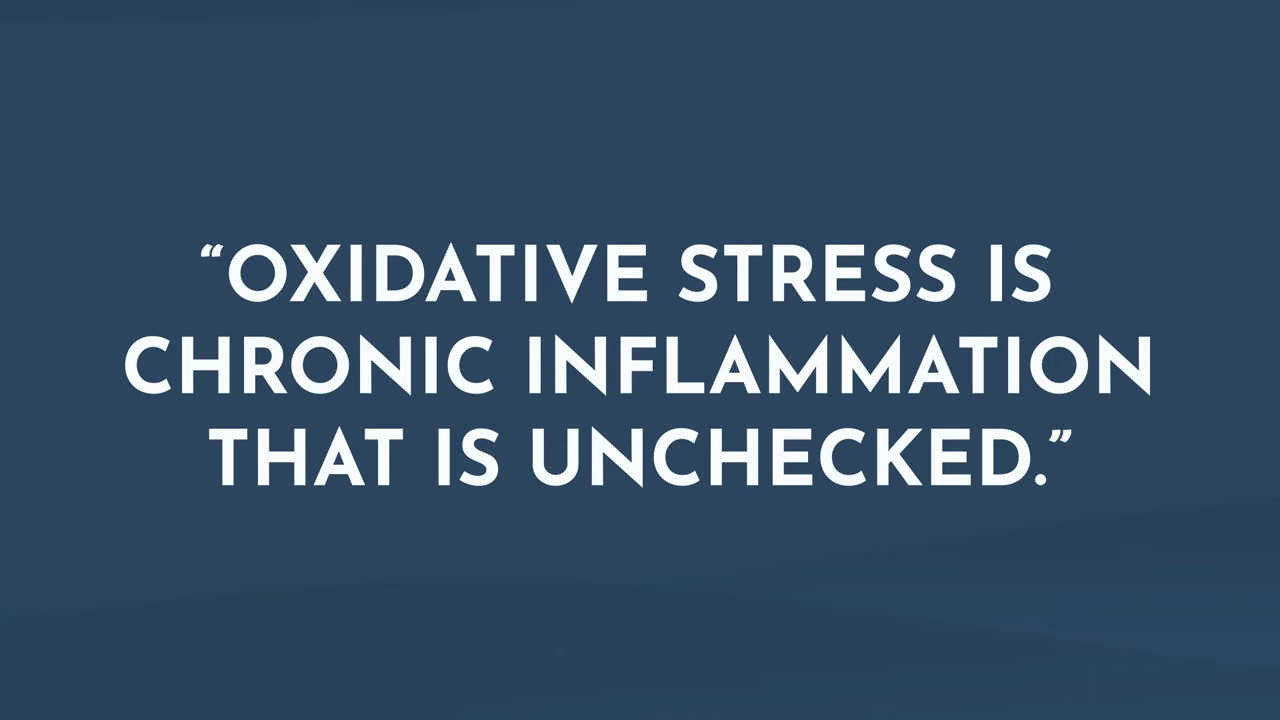 “OXIDATIVE STRESS IS
CHRONIC INFLAMMATION
THAT IS UNCHECKED.”